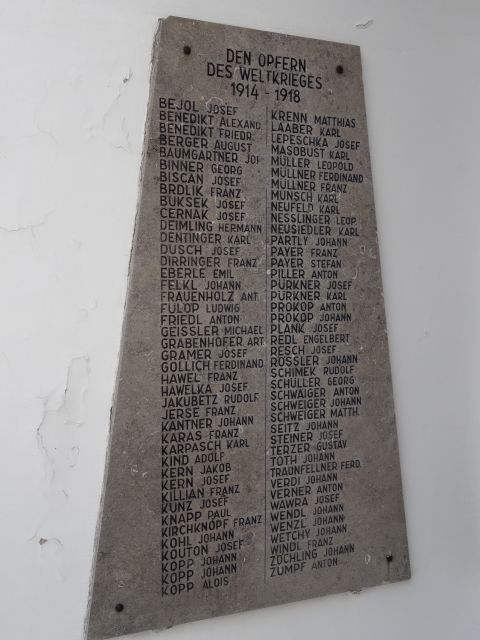 DEN OPFERN
DES WELTKRIEGES
1914 - 1918
BEJOL JOSEF
BENEDIKT ALEXAND.
BENEDIKT FRIEDR.
BERGER AUGUST
BAUMGARTNER JOH
BINNER GEORG
BISCAN JOSEF
BRDLIK FRANZ
BUKSEK JOSEF
CERNAK JOSEF
DEIMLING HERMANN
DENTINGER KARL
DUSCH JOSEF
DIRRINGER FRANZ
EBERLE EMIL
FELKL JOHANN
FRAUENHOLZ ANT
FULOP LUDWIG
FRIEDL ANTON
GEISSLER MICHAEL
GRABENHOFER ART
GRAMER JOSEF
GOLLICH FERDINAND
HAWEL FRANZ
HAWELKA JOSEF
JAKUBETZ RUDOLF
JERSE FRANZ
KANTNER JOHANN
KARAS FRANZ
KARPASCH KARL
KIND ADOLF
KERN JAKOB
KERN JOSEF
KILLIAN FRANZ
KUNZ JOSEF
KNAPP PAUL
KIRCHKNOPF FRANZ
KOHL JOHANN
KOUTON JOSEF
KOPP JOHANN
KOPP JOHANN
KOPP ALOIS
KRENN MATTHIAS
LAABER KARL
LEPESCHKA JOSEF
MASOBUST KARL
MÜLLER LEOPOLD
MÜLLNER FERDINAND
MÜLLNER FRANZ
MUNSCH KARL
NEUFELD KARL
NESSLINGER LEOP.
NEUSIEDLER KARL
PARTLY JOHANN
PAYER FRANZ
PAYER STEFAN
PILLER ANTON
PÜRKNER JOSEF
PÜRKNER KARL
PROKOP ANTON
PROKOP JOHANN
PLANK JOSEF
REDL ENGELBERT
RESCH JOSEF
RÖSSLER JOHANN
SCHIMEK RUDOLF
SCHÜLLER GEORG
SCHWAIGER ANTON
SCHWEIGER JOHANN
SCHWEIGER MATTH.
SEITZ JOHANN
STEINER JOSEF
TERZER GUSTAV
TOTH JOHANN
TRAUNFELLNER FERD.
VERDI JOHANN
VERNER ANTON
WAWRA JOSEF
WENDL JOHANN
WENZL JOHANN
WETCHY JOHANN
WINDL FRANZ
ZÖCHLING JOHANN
ZUMPF ANTON